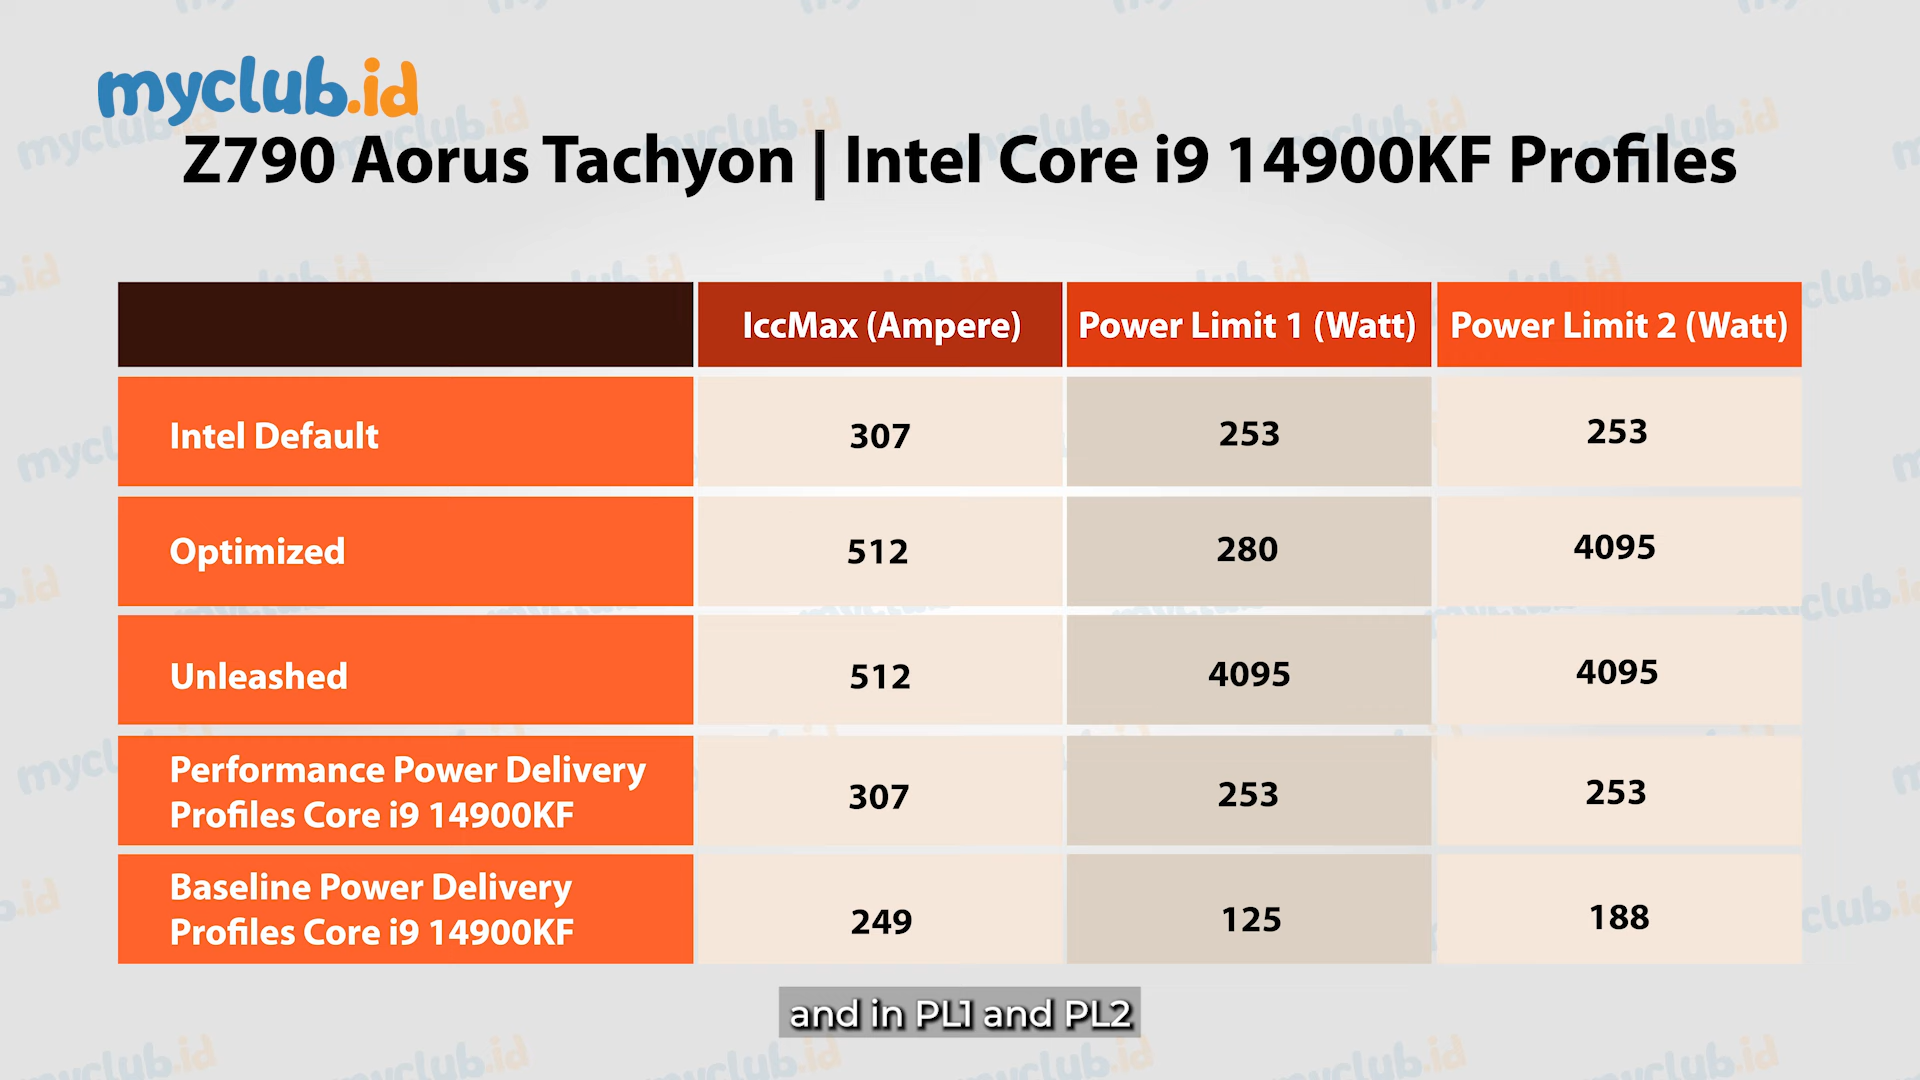 myclub.id
Z790 Aorus Tachyon | Intel Core i9 14900KF Profiles
IccMax (Ampere) Power Limit 1 (Watt) Power Limit 2 (Watt)
Intel Default 307 253 253
Optimized 512 280 4095
Unleashed 512 4095 4095
Performance Power Delivery
Profiles Core i9 14900KF 307 253 253
Baseline Power Delivery
Profiles Core i9 14900KF 249 125 188
and in PL1 and PL2